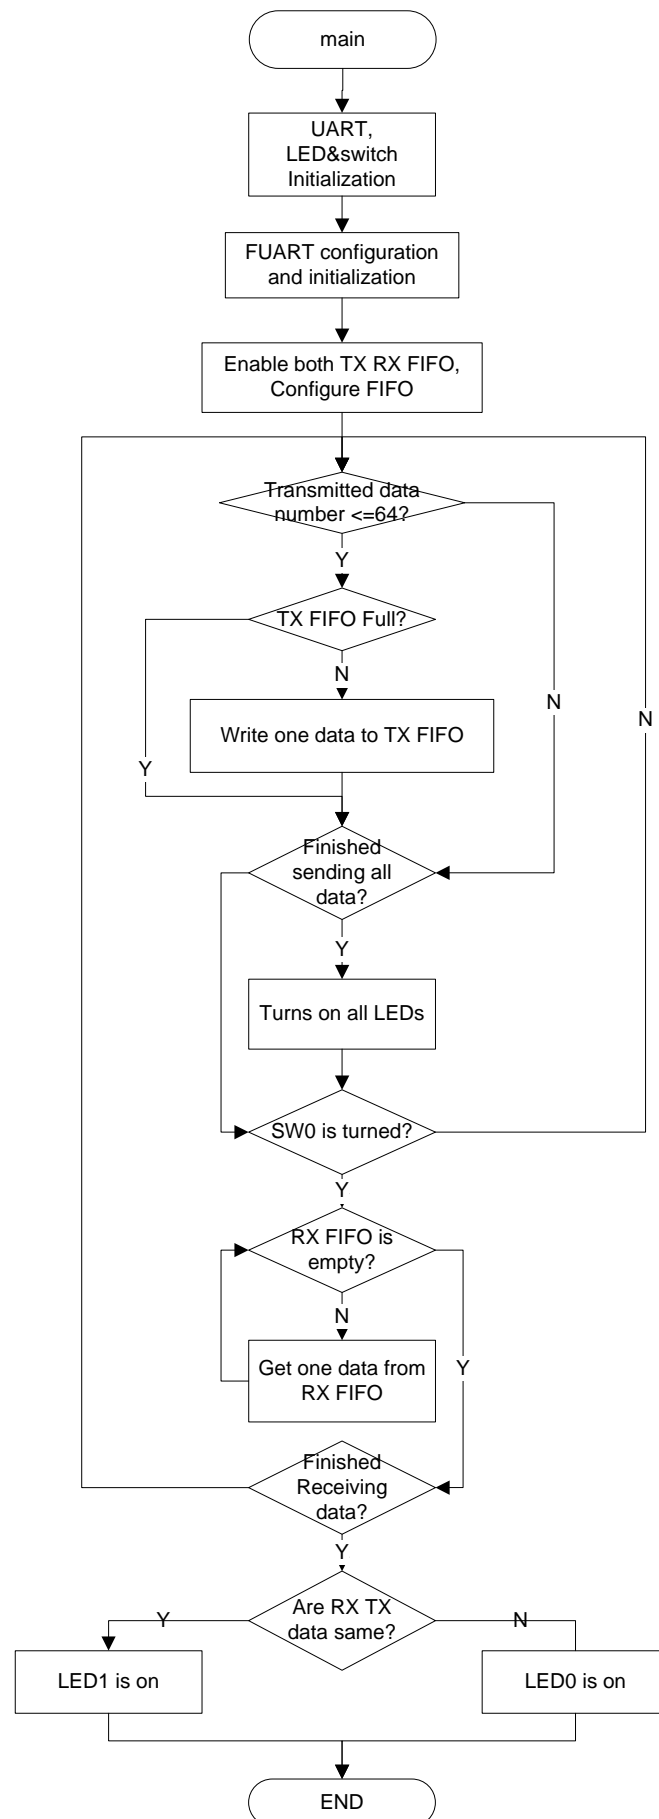 main
UART,
LED&switch
Initialization
FUART configuration
and initialization
Enable both TX RX FIFO,
Configure FIFO
Transmitted data
number <=64?
Y
TX FIFO Full?
N
N
N
Write one data to TX FIFO
Y
Finished
sending all
data?
Y
Turns on all LEDs
SW0 is turned?
Y
RX FIFO is
empty?
N
Y
Get one data from
RX FIFO
Finished
Receiving
data?
Y
Are RX TX
data same?
Y
N
LED1 is on
LED0 is on
END